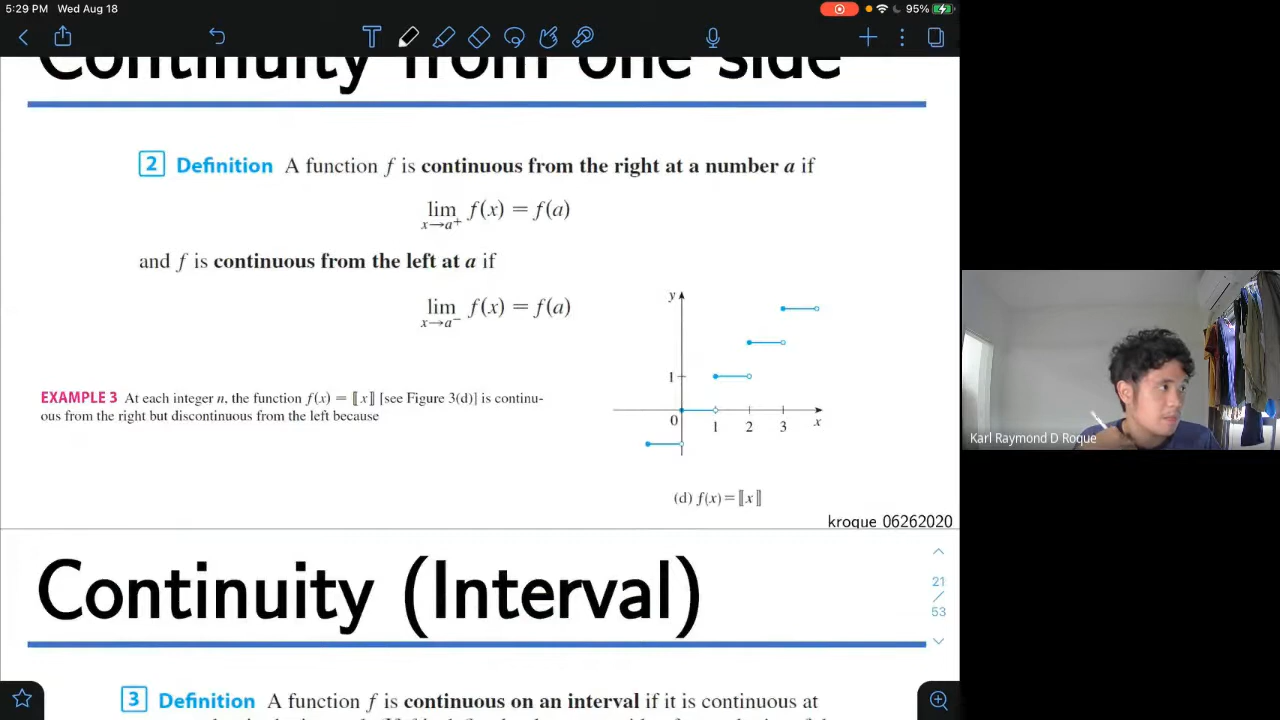 5:29 PM Wed Aug 18
95%
Continuity from one side
2 Definition A function f is continuous from the right at a number a if
lim f(x) = f(a)
x→a⁺
and f is continuous from the left at a if
lim f(x) = f(a)
x→a⁻
y
1
0 1 2 3 x
EXAMPLE 3 At each integer n, the function f(x) = ⟦x⟧ [see Figure 3(d)] is continu-
ous from the right but discontinuous from the left because
(d) f(x)=⟦x⟧
kroque 06262020
Karl Raymond D Roque
Continuity (Interval)
21
/
53
3 Definition A function f is continuous on an interval if it is continuous at